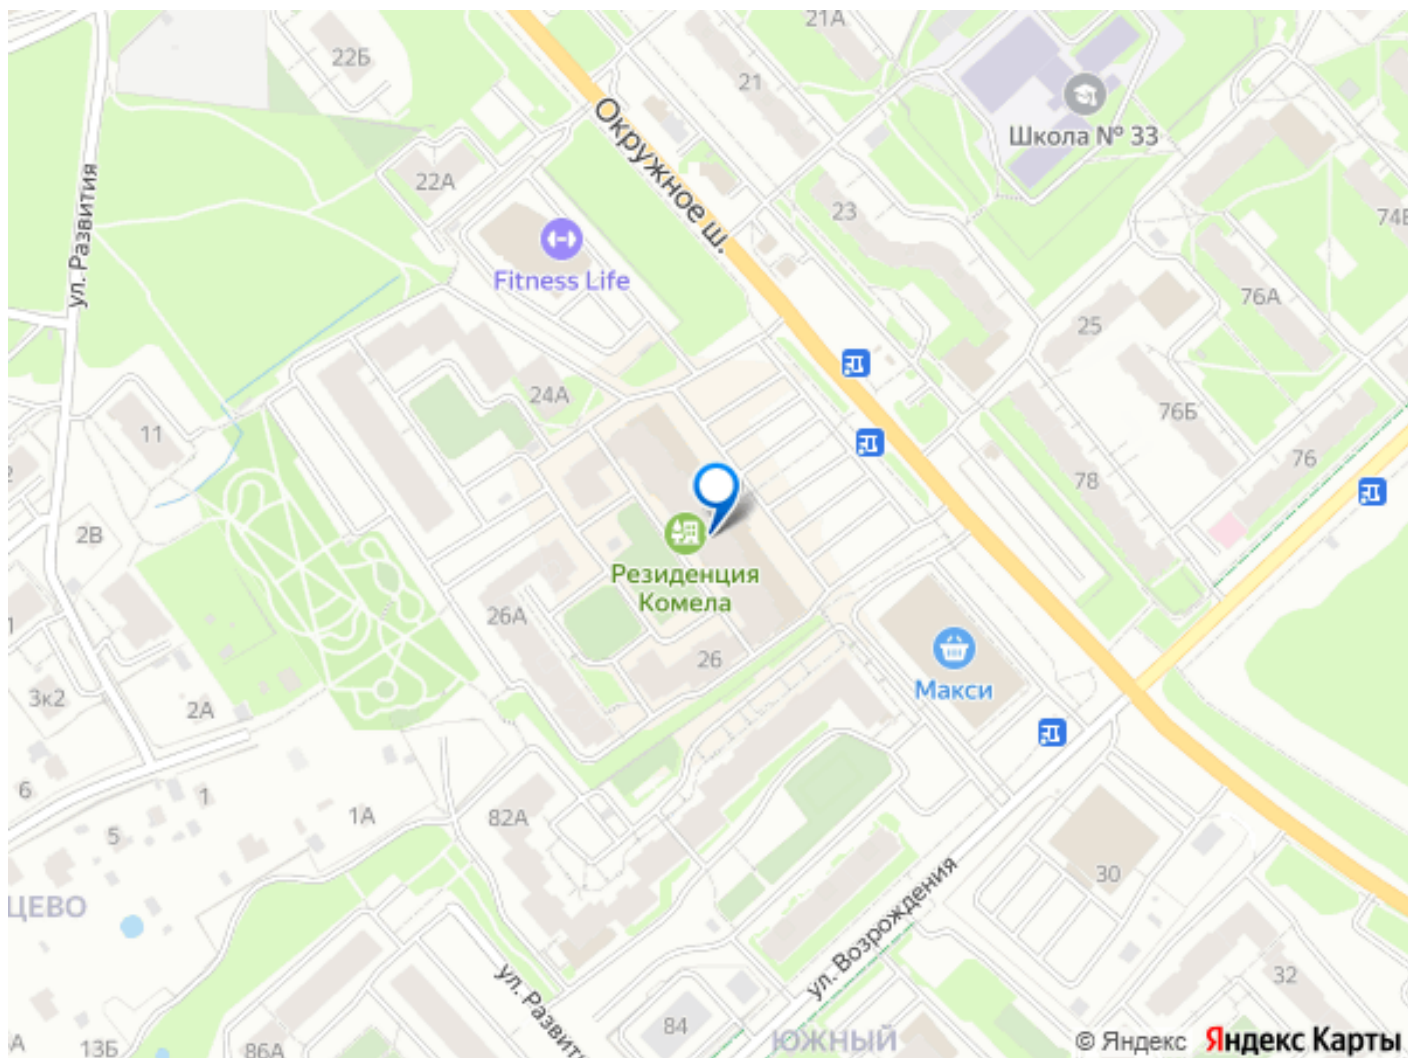 21А
22Б
21
Окружное ш.
Школа № 33
ул. Развития
22А
23
74Б
Fitness Life
76А
25
24А
76Б
11
76
78
2В
Резиденция
Комела
26А
26
Макси
3к2
2А
6
1
1А
82А
5
30
ЦЕВО
ул. Возрождения
ул. Развит
32
84
ЮЖНЫЙ
13Б
86А
© Яндекс Яндекс Карты